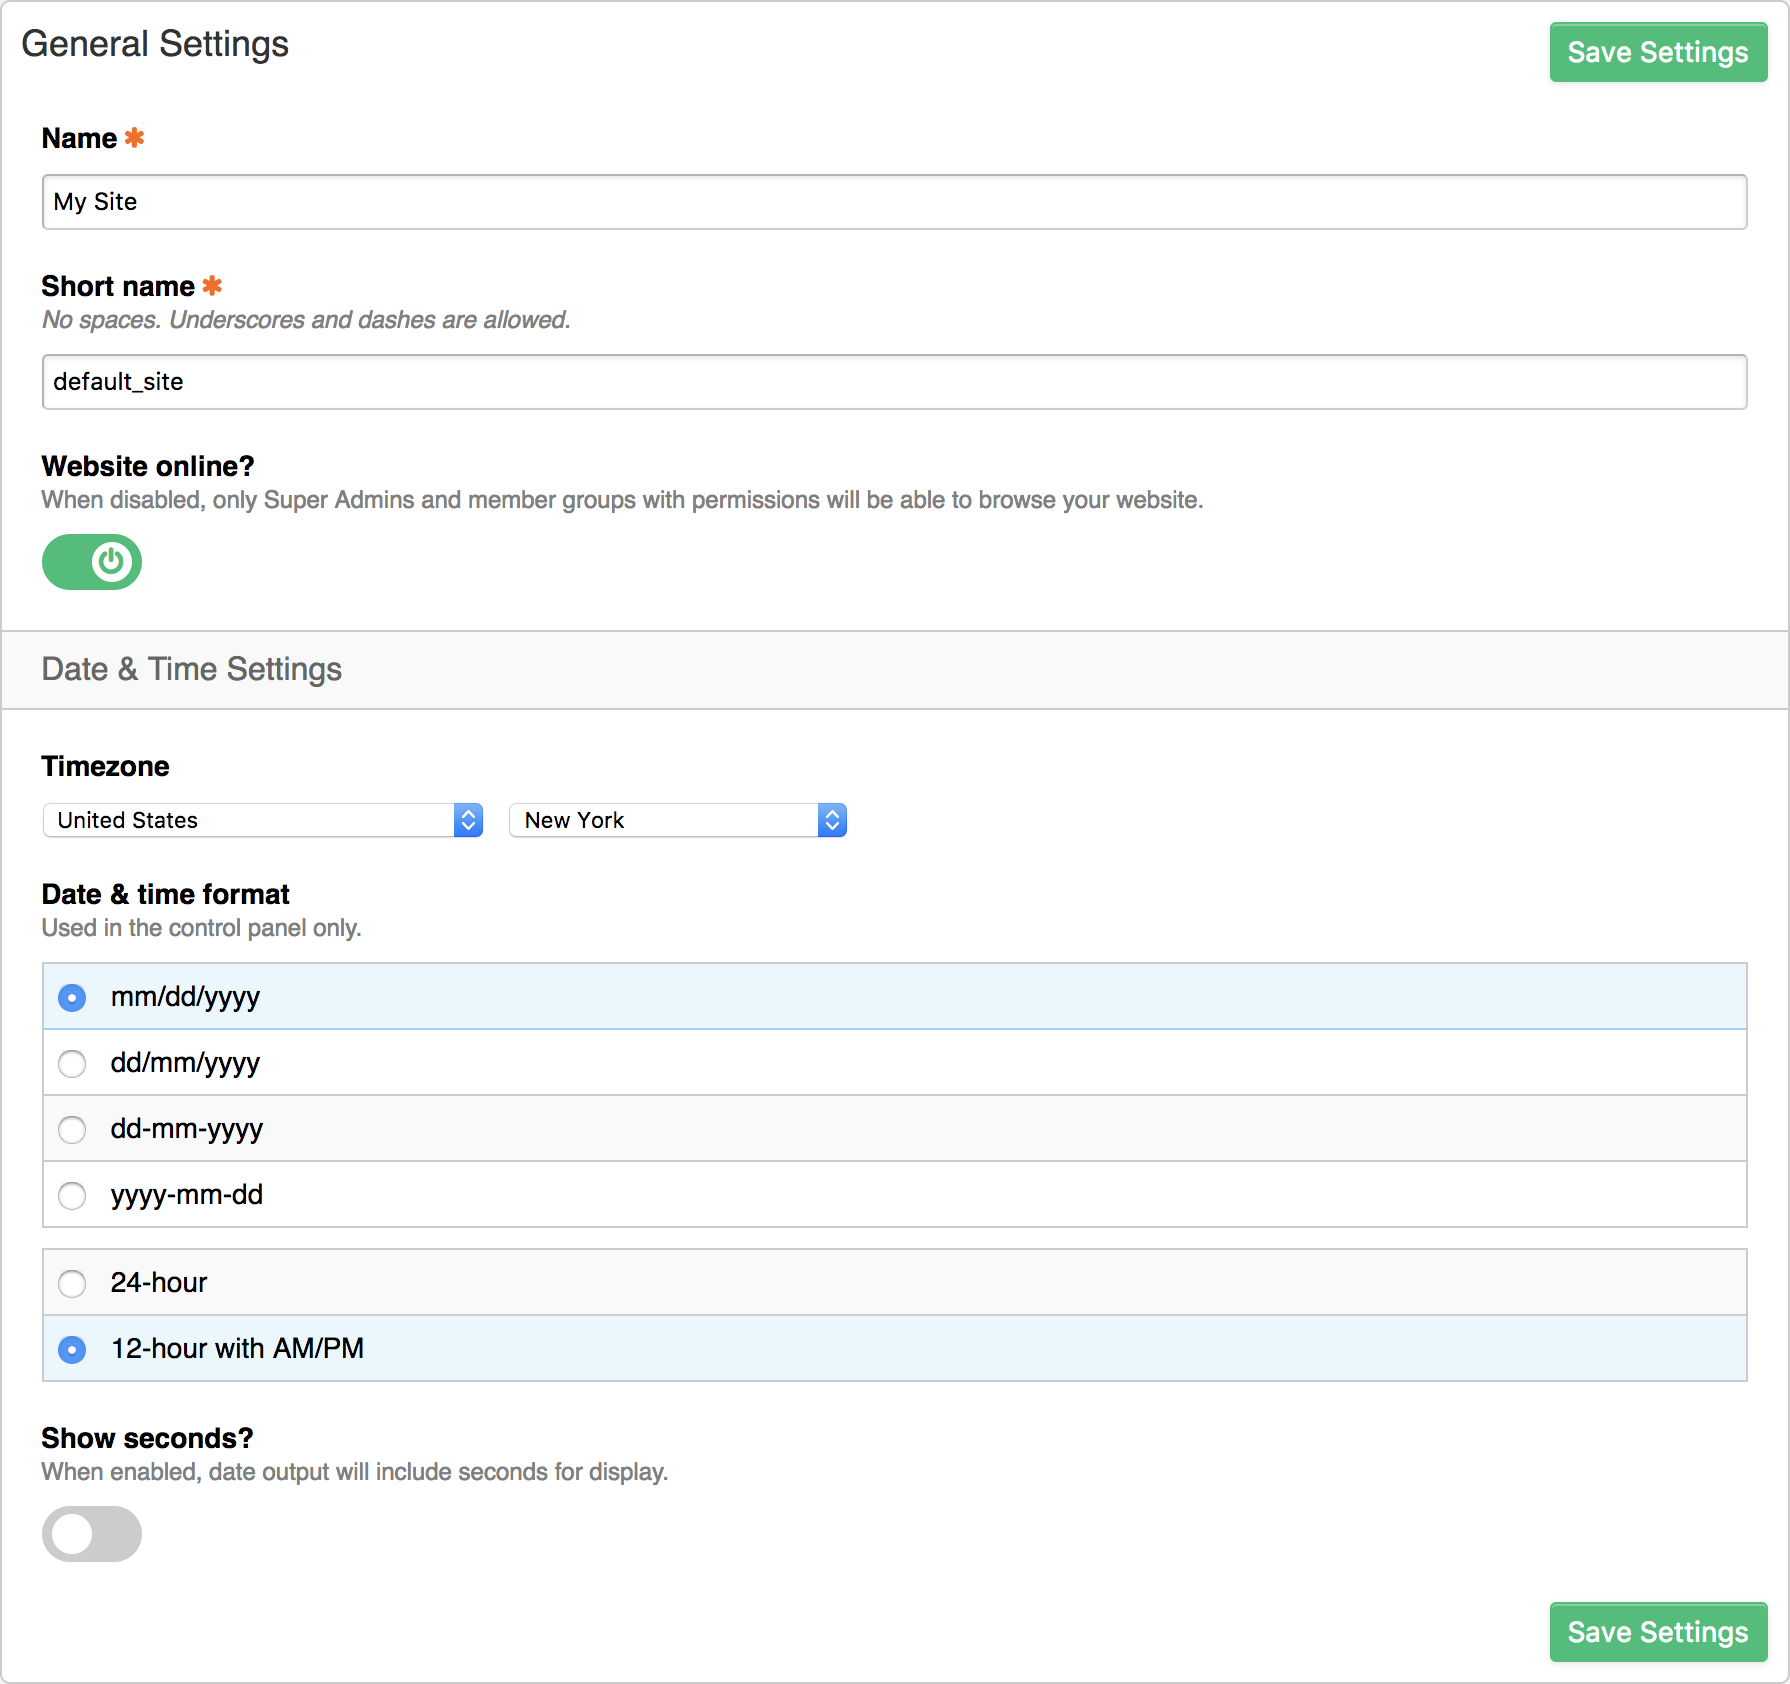 General Settings
Save Settings
Name *
My Site
Short name *
No spaces. Underscores and dashes are allowed.
default_site
Website online?
When disabled, only Super Admins and member groups with permissions will be able to browse your website.
Date & Time Settings
Timezone
United States
New York
Date & time format
Used in the control panel only.
mm/dd/yyyy
dd/mm/yyyy
dd-mm-yyyy
yyyy-mm-dd
24-hour
12-hour with AM/PM
Show seconds?
When enabled, date output will include seconds for display.
Save Settings